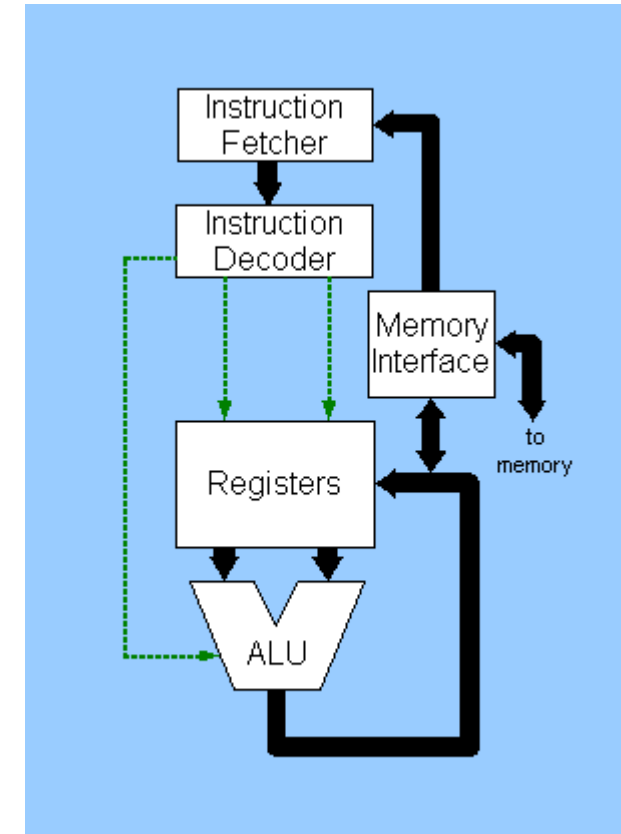 Instruction
Fetcher
Instruction
Decoder
Memory
Interface
to
memory
Registers
ALU